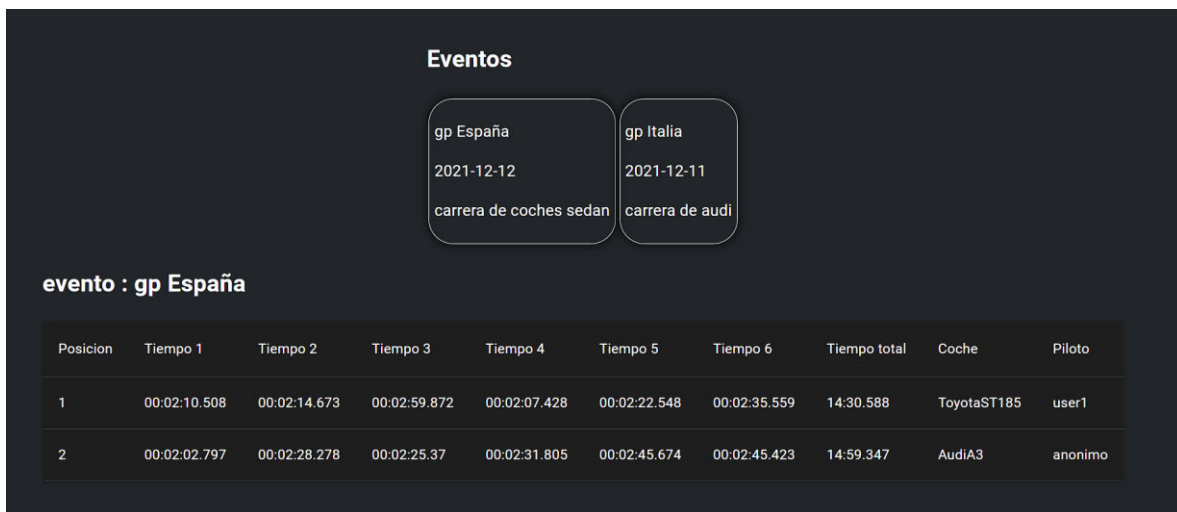 Eventos
gp España gp Italia
2021-12-12 2021-12-11
carrera de coches sedan carrera de audi
evento : gp España
Posicion Tiempo 1 Tiempo 2 Tiempo 3 Tiempo 4 Tiempo 5 Tiempo 6 Tiempo total Coche Piloto
1 00:02:10.508 00:02:14.673 00:02:59.872 00:02:07.428 00:02:22.548 00:02:35.559 14:30.588 ToyotaST185 user1
2 00:02:02.797 00:02:28.278 00:02:25.37 00:02:31.805 00:02:45.674 00:02:45.423 14:59.347 AudiA3 anonimo